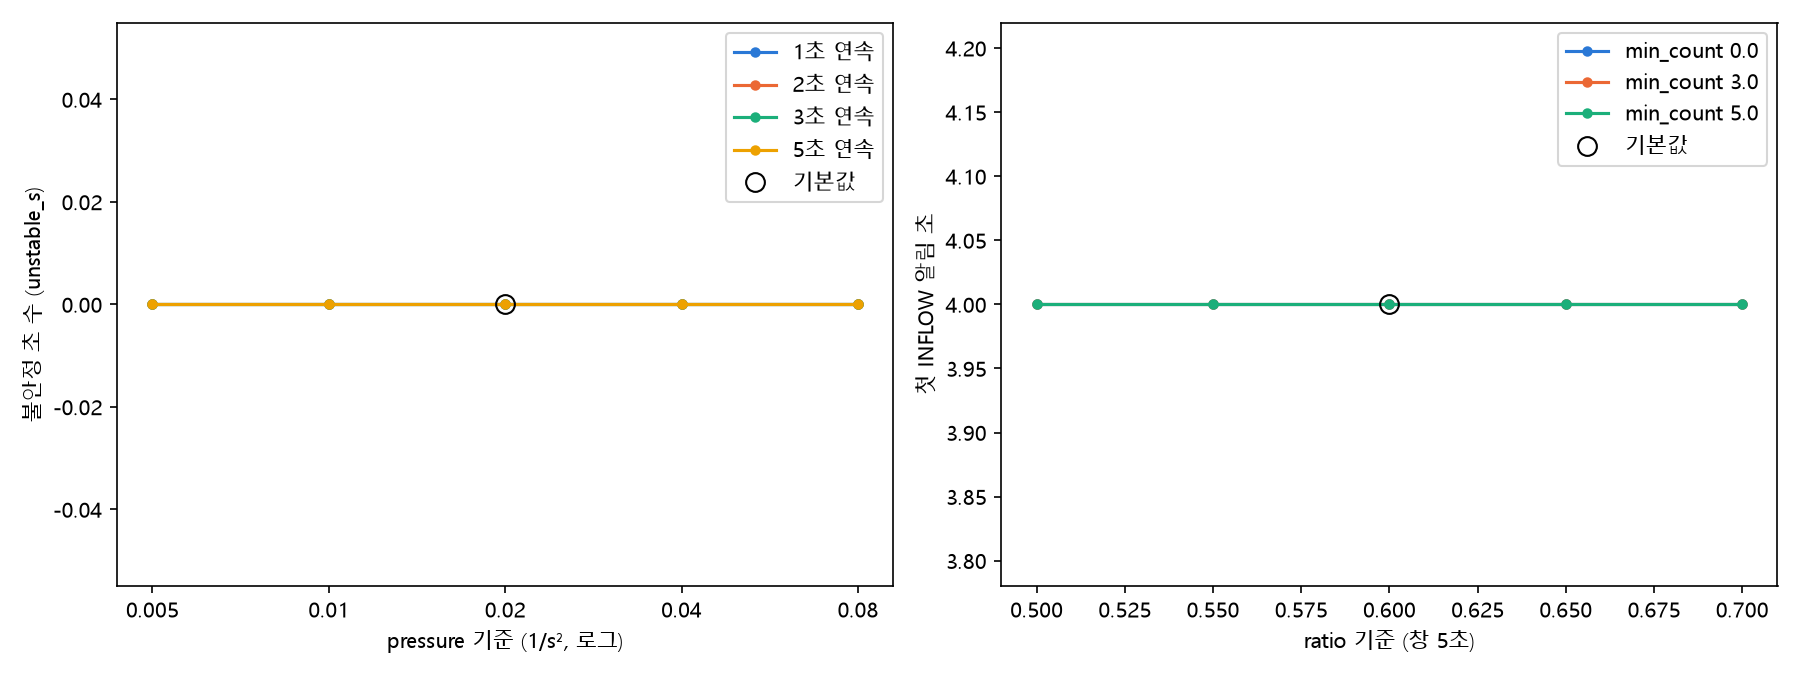 불안정 초 수 (unstable_s)
0.04
0.02
0.00
-0.02
-0.04
0.005
0.01
0.02
0.04
0.08
pressure 기준 (1/s², 로그)
1초 연속
2초 연속
3초 연속
5초 연속
기본값
첫 INFLOW 알림 초
4.20
4.15
4.10
4.05
4.00
3.95
3.90
3.85
3.80
0.500
0.525
0.550
0.575
0.600
0.625
0.650
0.675
0.700
ratio 기준 (창 5초)
min_count 0.0
min_count 3.0
min_count 5.0
기본값